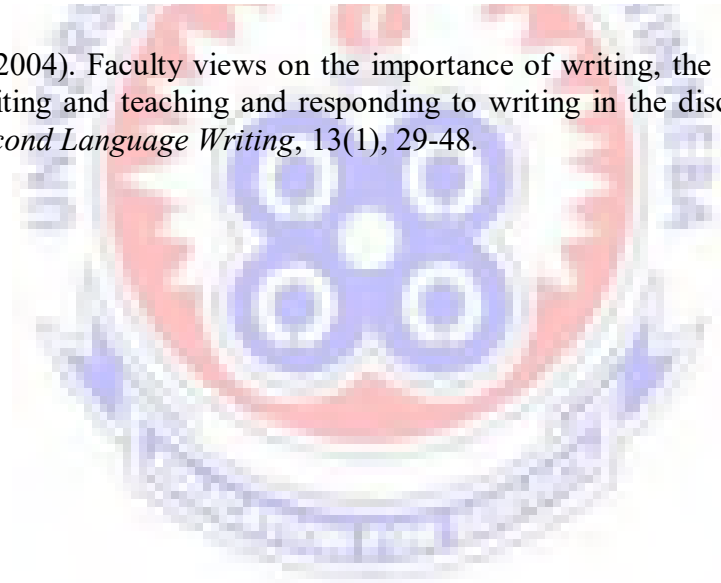 2004). Faculty views on the importance of writing, the
iting and teaching and responding to writing in the disc
cond Language Writing, 13(1), 29-48.